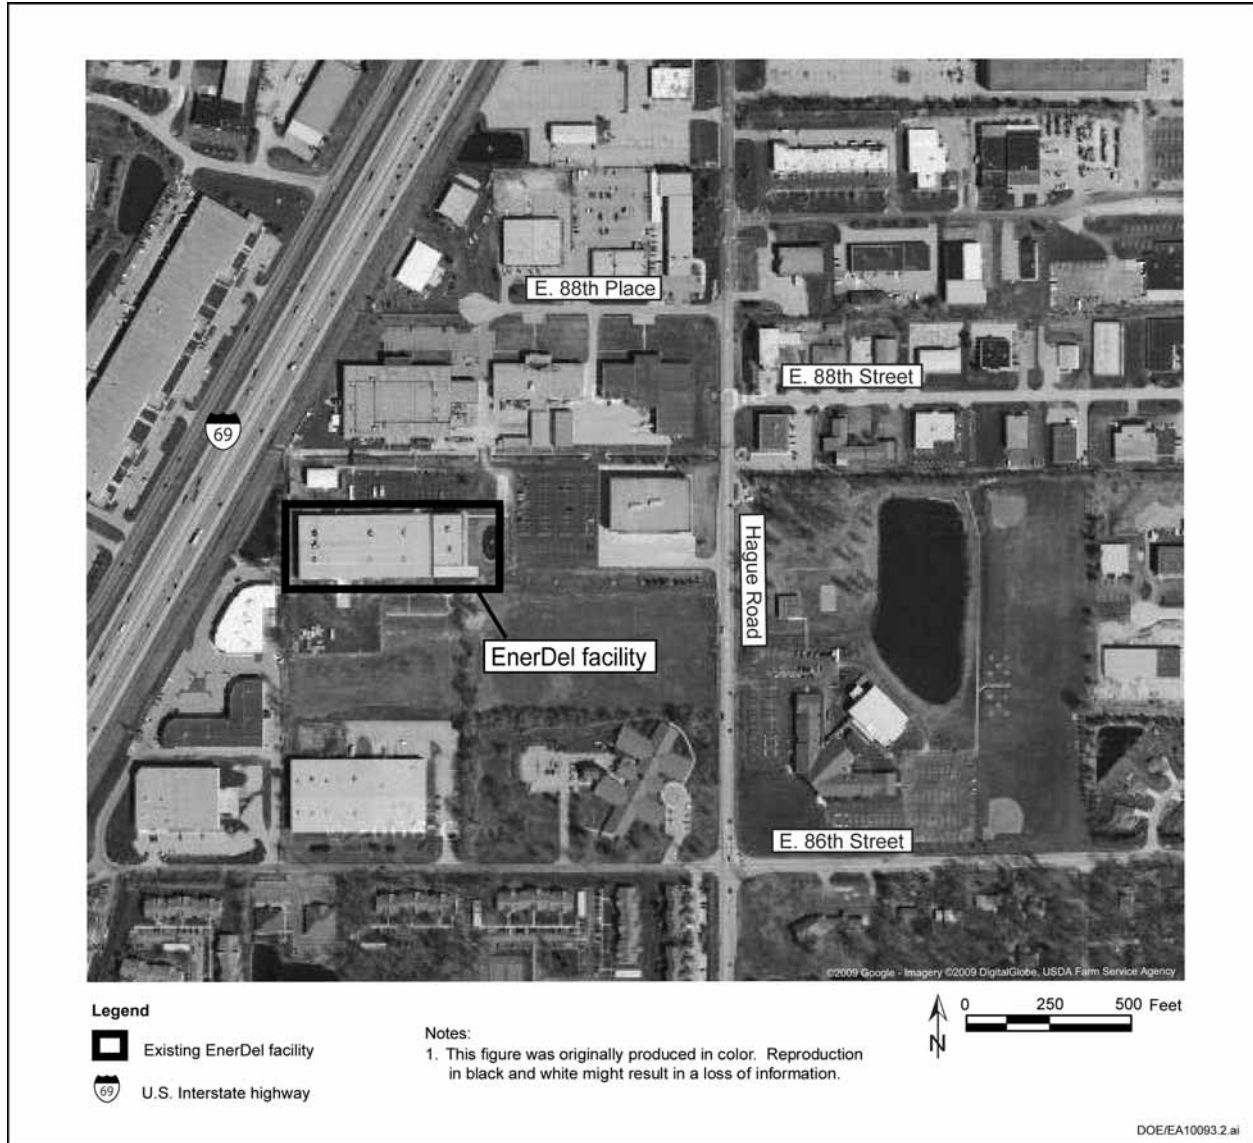 E. 88th Place
E. 88th Street
69
Hague Road
EnerDel facility
E. 86th Street
©2009 Google - Imagery ©2009 DigitalGlobe, USDA Farm Service Agency
Legend
Existing EnerDel facility
69 U.S. Interstate highway
Notes:
1. This figure was originally produced in color. Reproduction
in black and white might result in a loss of information.
N
0 250 500 Feet
DOE/EA10093.2.ai